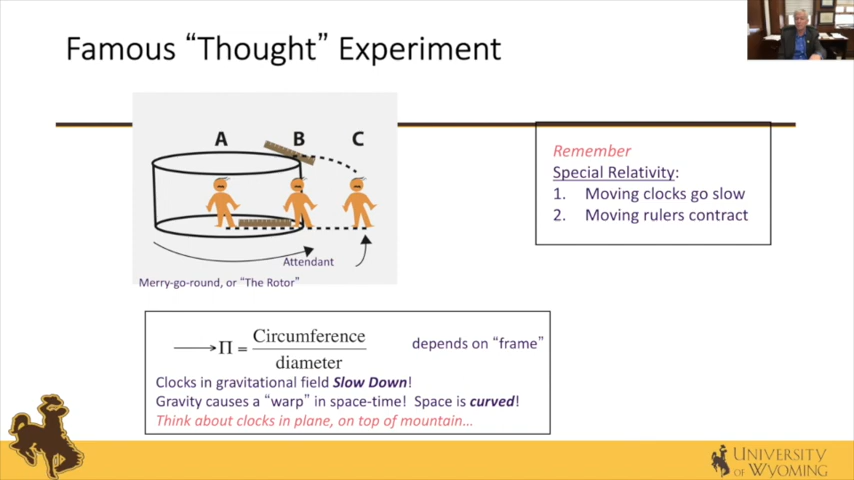 Famous “Thought” Experiment
A B C
Attendant
Merry-go-round, or “The Rotor”
Remember
Special Relativity:
1. Moving clocks go slow
2. Moving rulers contract
Π = Circumference
diameter
depends on “frame”
Clocks in gravitational field Slow Down!
Gravity causes a “warp” in space-time! Space is curved!
Think about clocks in plane, on top of mountain…
UNIVERSITY
OF WYOMING